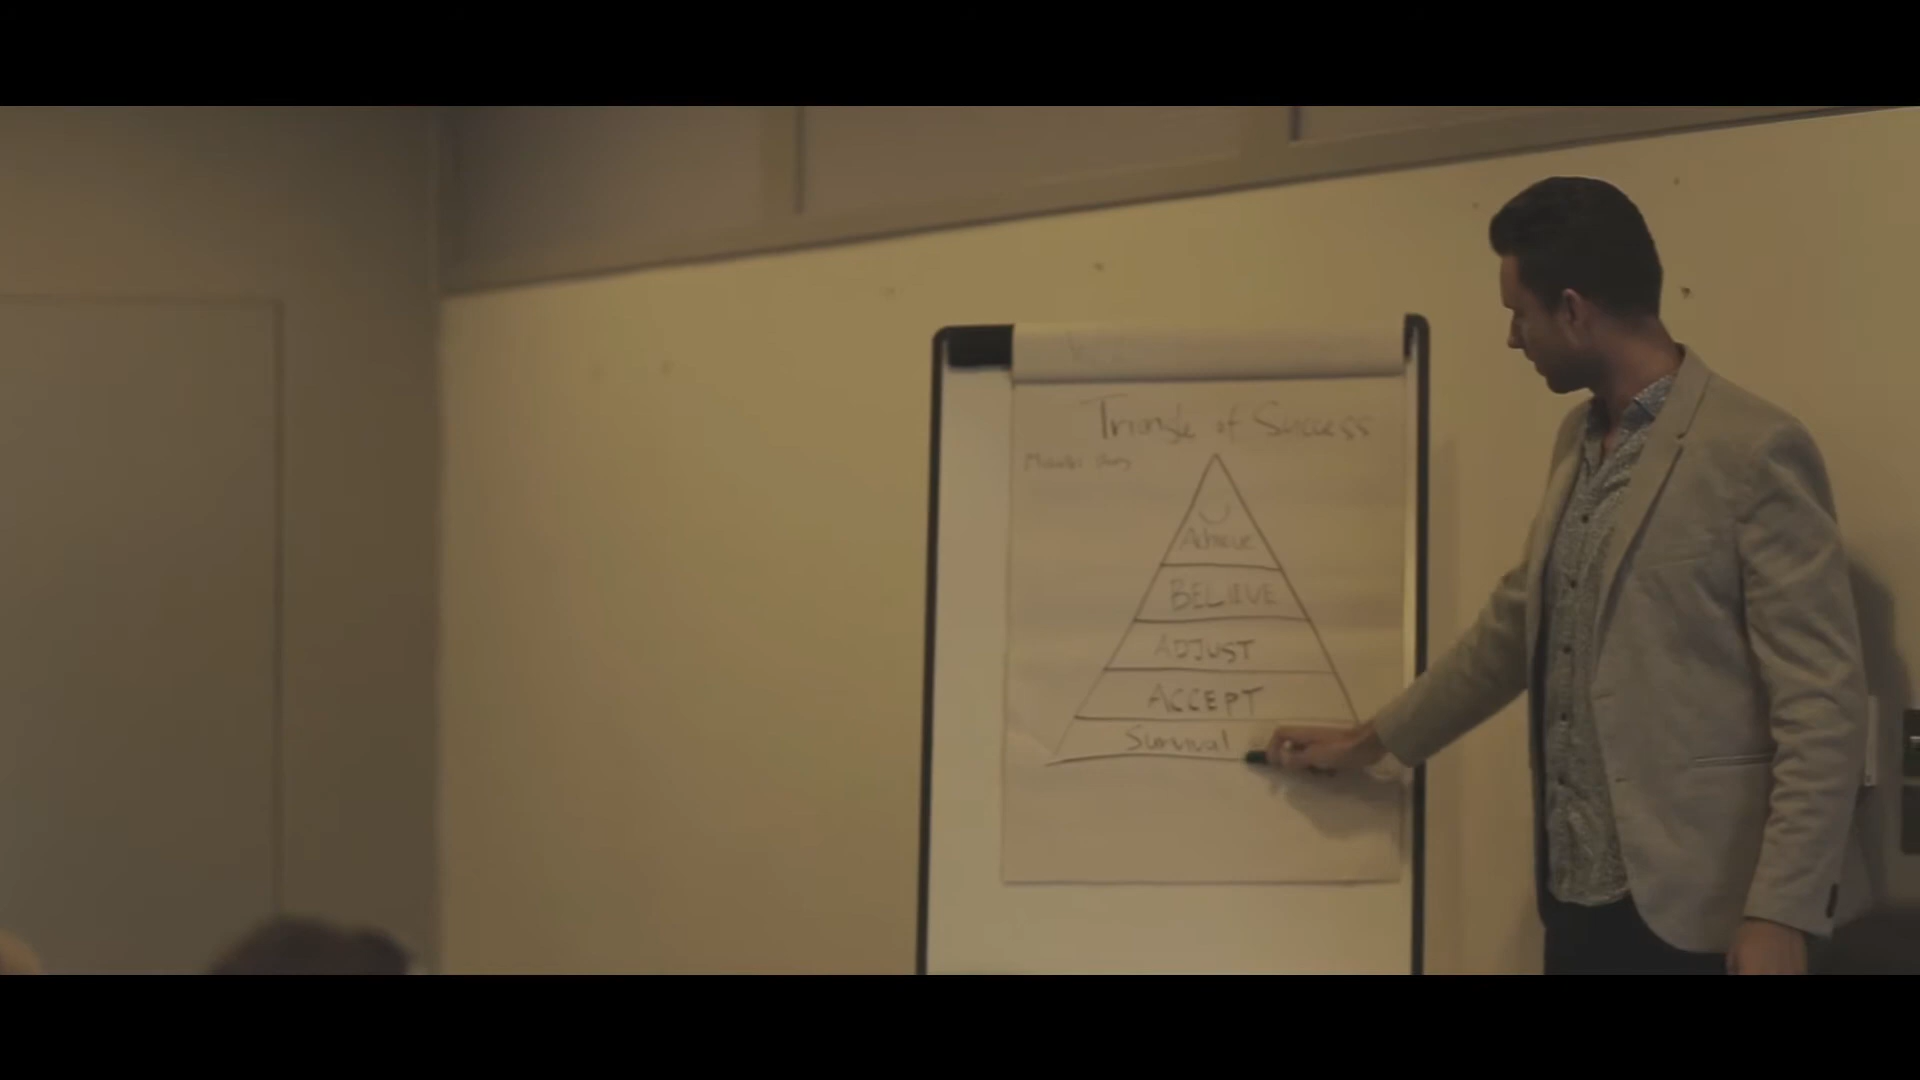 Triangle of Success
Achieve
BELIEVE
ADJUST
ACCEPT
Survival